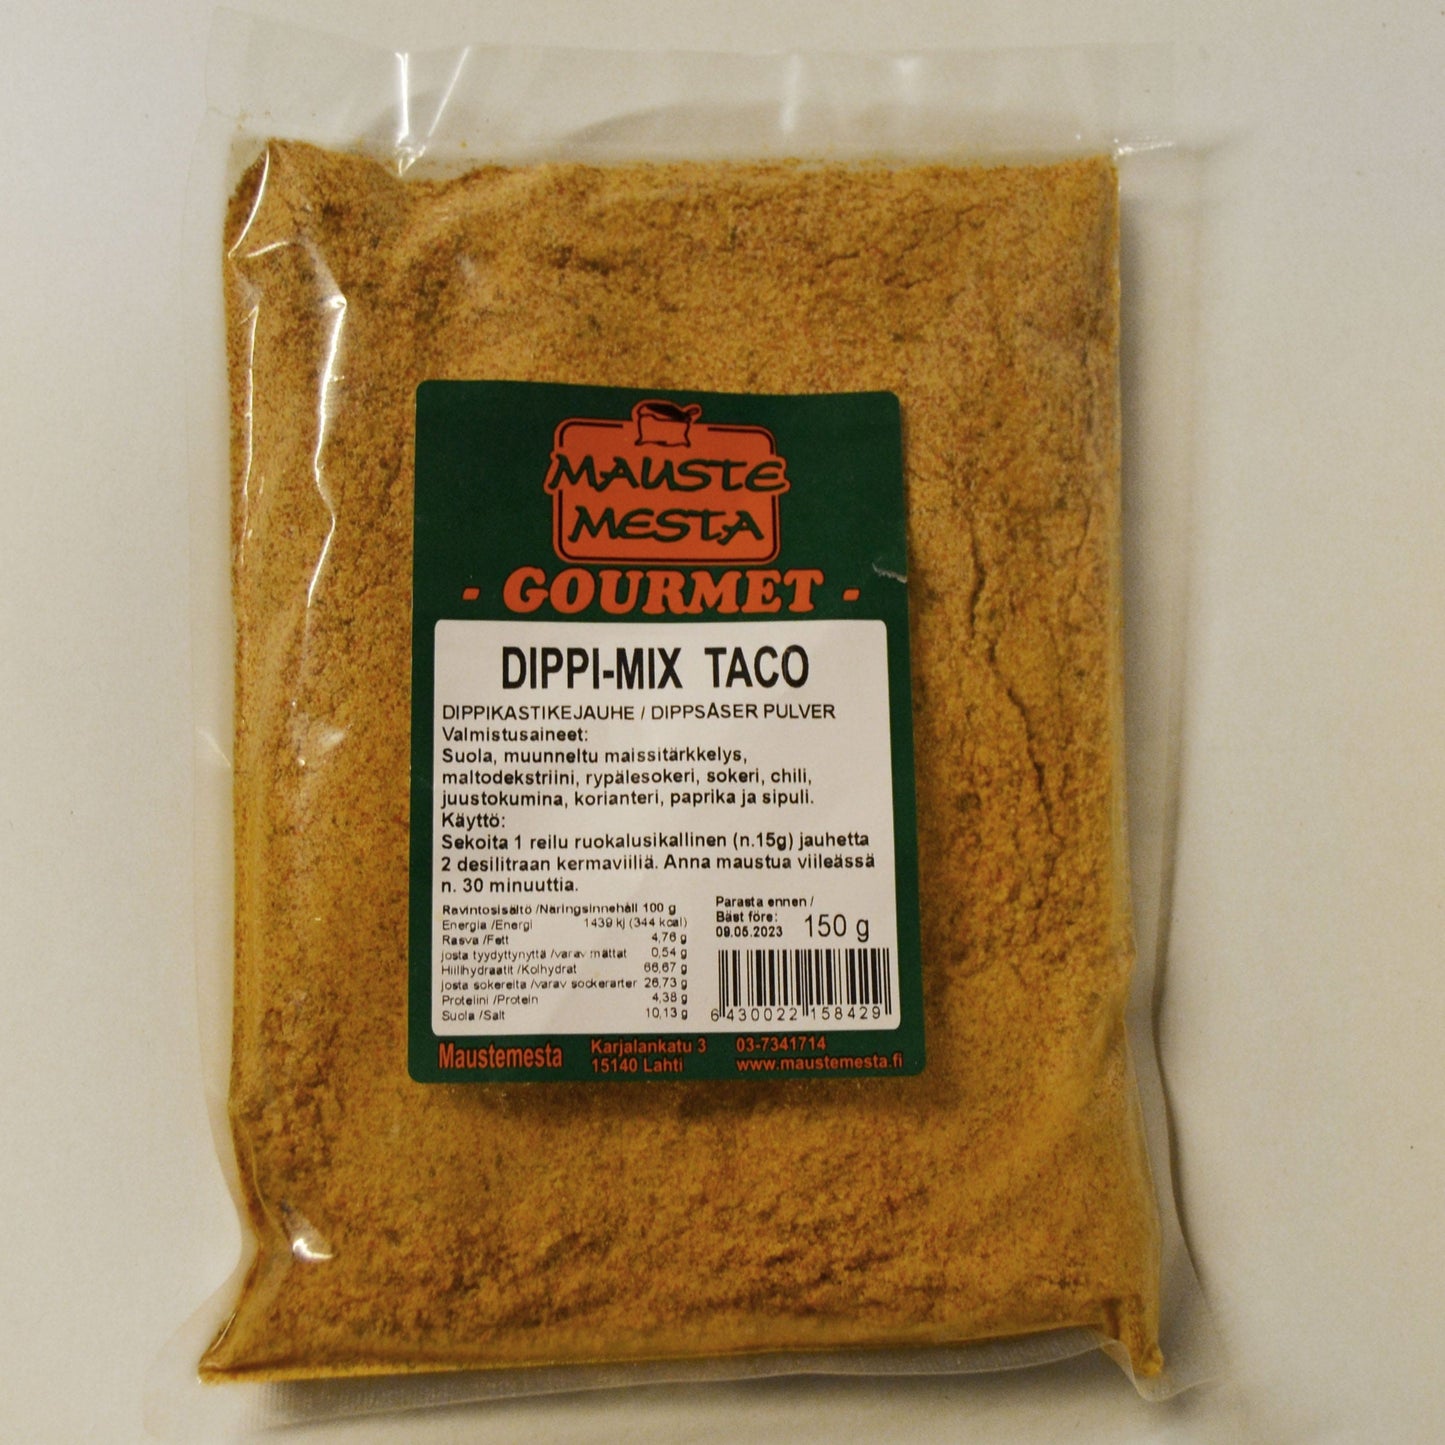 MAUSTE
MESTA
- GOURMET -
DIPPI-MIX TACO
DIPPIKASTIKEJAUHE / DIPPSÅSER PULVER
Valmistusaineet:
Suola, muunneltu maissitärkkelys,
maltodekstriini, rypälesokeri, sokeri, chili,
juustokumina, korianteri, paprika ja sipuli.
Käyttö:
Sekoita 1 reilu ruokalusikallinen (n.15g) jauhetta
2 desilitraan kermaviiliä. Anna maustua viileässä
n. 30 minuuttia.
Ravintosisältö /Näringsinnehåll 100 g
Energia /Energi 1439 kj (344 kcal)
Rasva /Fett 4,76 g
josta tyydyttynyttä /varav mättat 0,54 g
Hiilihydraatit /Kolhydrat 66,67 g
josta sokereita /varav sockerarter 26,73 g
Proteiini /Protein 4,38 g
Suola /Salt 10,13 g
Parasta ennen /
Bäst före:
09.05.2023
150 g
6 430022 158429
Maustemesta
Karjalankatu 3
15140 Lahti
03-7341714
www.maustemesta.fi